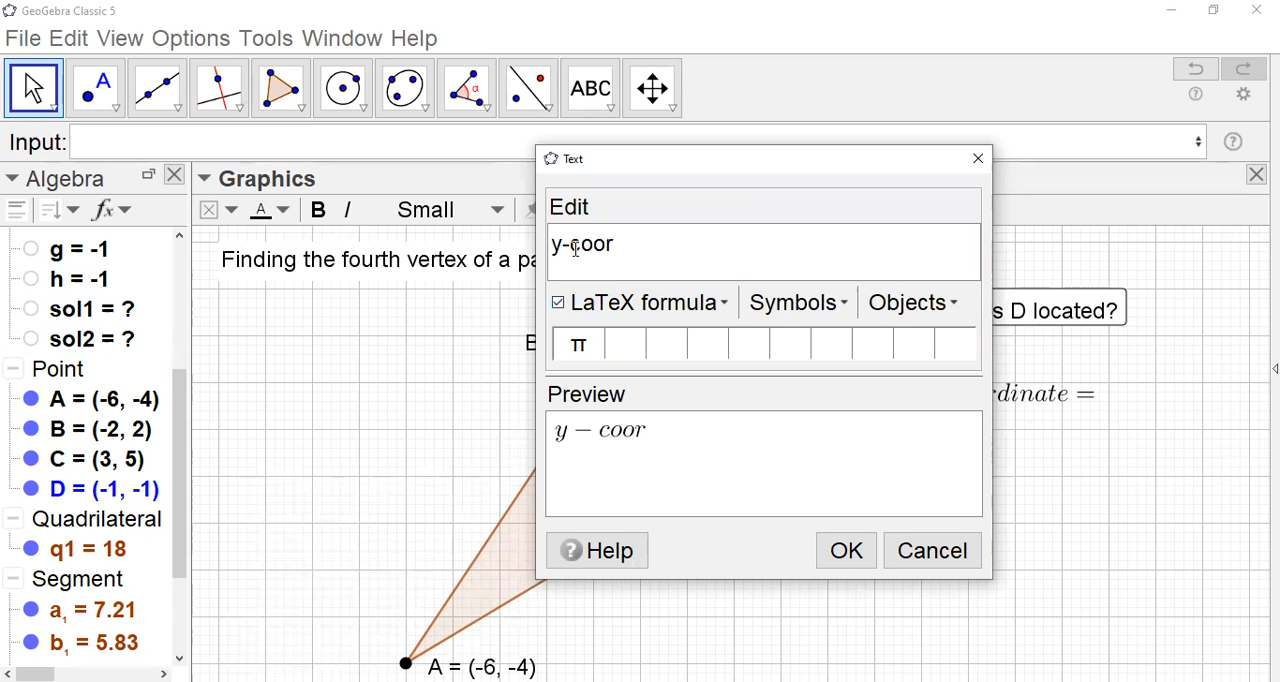 GeoGebra Classic 5
File Edit View Options Tools Window Help
A
α
ABC
Input:
Algebra
Graphics
Text
fx
A
B I
Small
Edit
y-coor
g = -1
h = -1
sol1 = ?
sol2 = ?
Point
A = (-6, -4)
B = (-2, 2)
C = (3, 5)
D = (-1, -1)
Quadrilateral
q1 = 18
Segment
a₁ = 7.21
b₁ = 5.83
Finding the fourth vertex of a pa
s D located?
LaTeX formula
Symbols
Objects
π
Preview
y − coor
rdinate =
Help
OK
Cancel
A = (-6, -4)